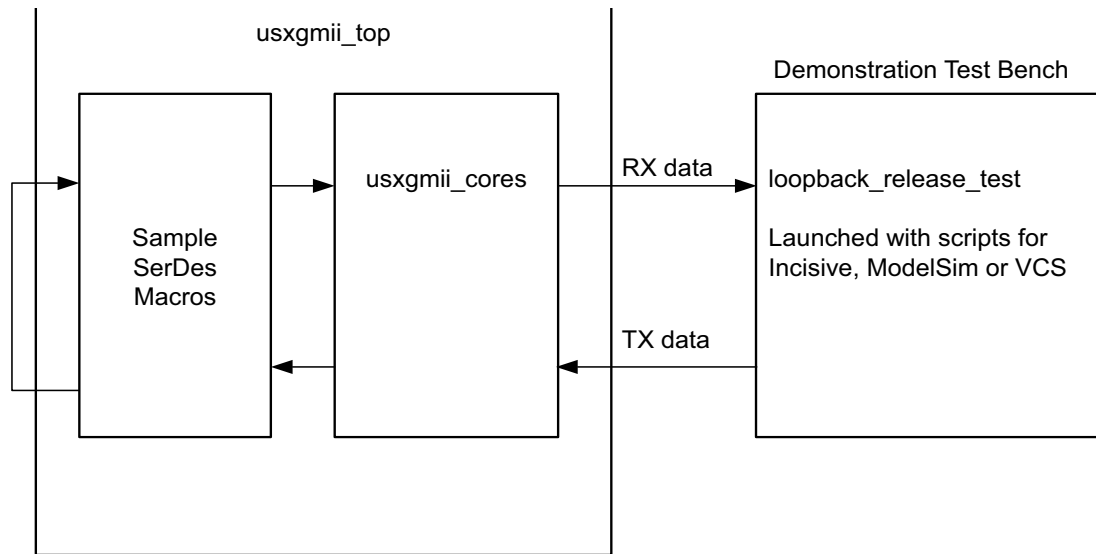 usxgmii_top
Demonstration Test Bench
Sample
SerDes
Macros
usxgmii_cores
RX data
TX data
loopback_release_test
Launched with scripts for
Incisive, ModelSim or VCS